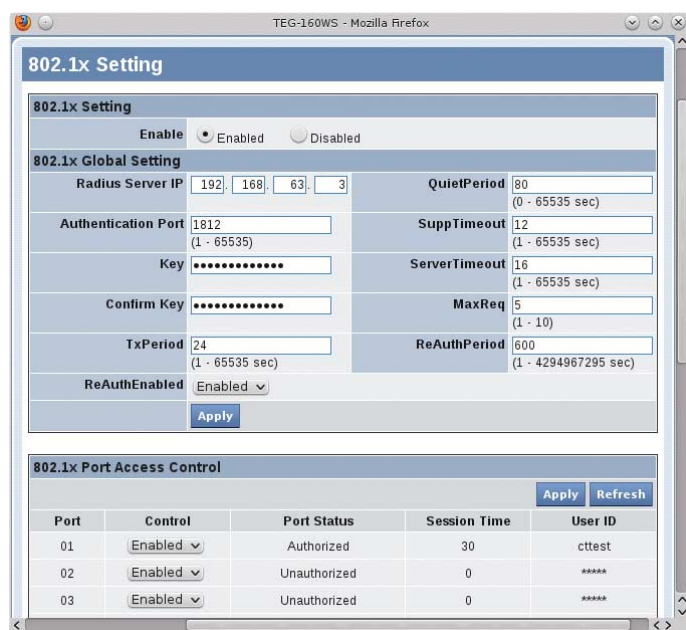 TEG-160WS - Mozilla Firefox
802.1x Setting
802.1x Setting
Enable Enabled Disabled
802.1x Global Setting
Radius Server IP 192. 168. 63. 3 QuietPeriod 80
(0 - 65535 sec)
Authentication Port 1812 SuppTimeout 12
(1 - 65535) (1 - 65535 sec)
Key ••••••••••••• ServerTimeout 16
(1 - 65535 sec)
Confirm Key ••••••••••••• MaxReq 5
(1 - 10)
TxPeriod 24 ReAuthPeriod 600
(1 - 65535 sec) (1 - 4294967295 sec)
ReAuthEnabled Enabled
Apply
802.1x Port Access Control
Apply Refresh
Port Control Port Status Session Time User ID
01 Enabled Authorized 30 cttest
02 Enabled Unauthorized 0 *****
03 Enabled Unauthorized 0 *****